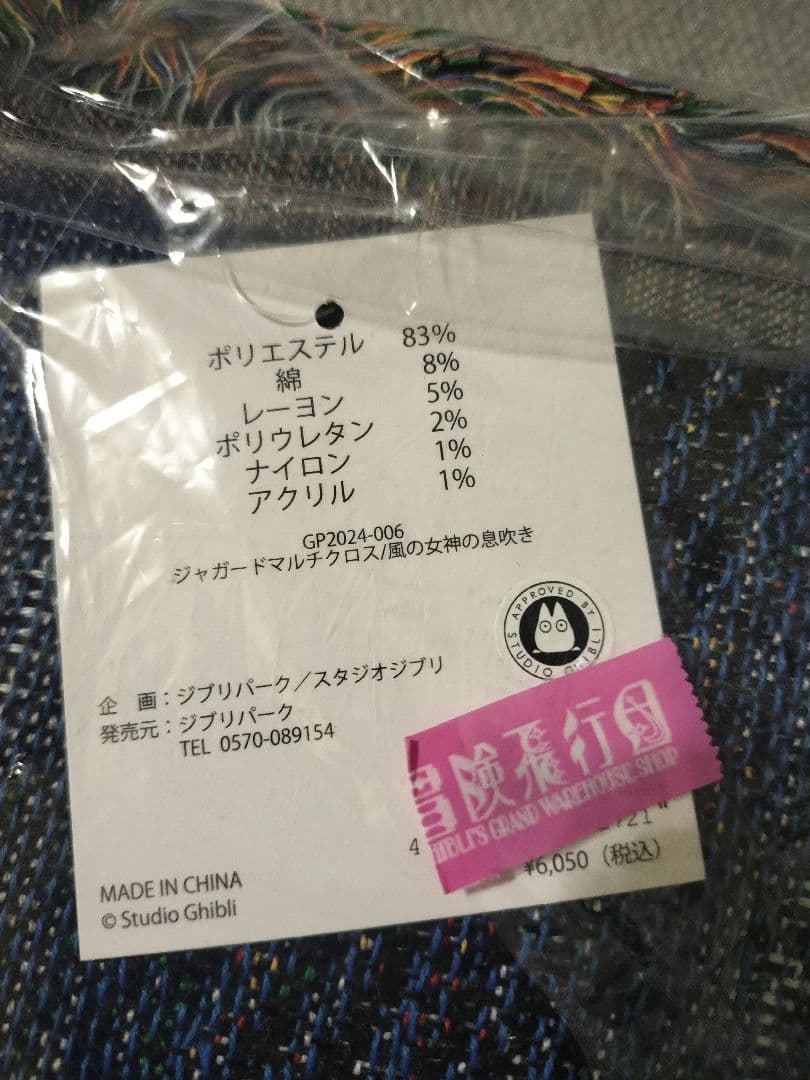 ポリエステル 83%
綿 8%
レーヨン 5%
ポリウレタン 2%
ナイロン 1%
アクリル 1%
GP2024-006
ジャガードマルチクロス/風の女神の息吹き
APPROVED BY STUDIO GHIBLI
企 画：ジブリパーク／スタジオジブリ
発売元：ジブリパーク
TEL 0570-089154
冒険飛行団
GHIBLI'S GRAND WAREHOUSE SHOP
4
¥6,050（税込）
MADE IN CHINA
© Studio Ghibli